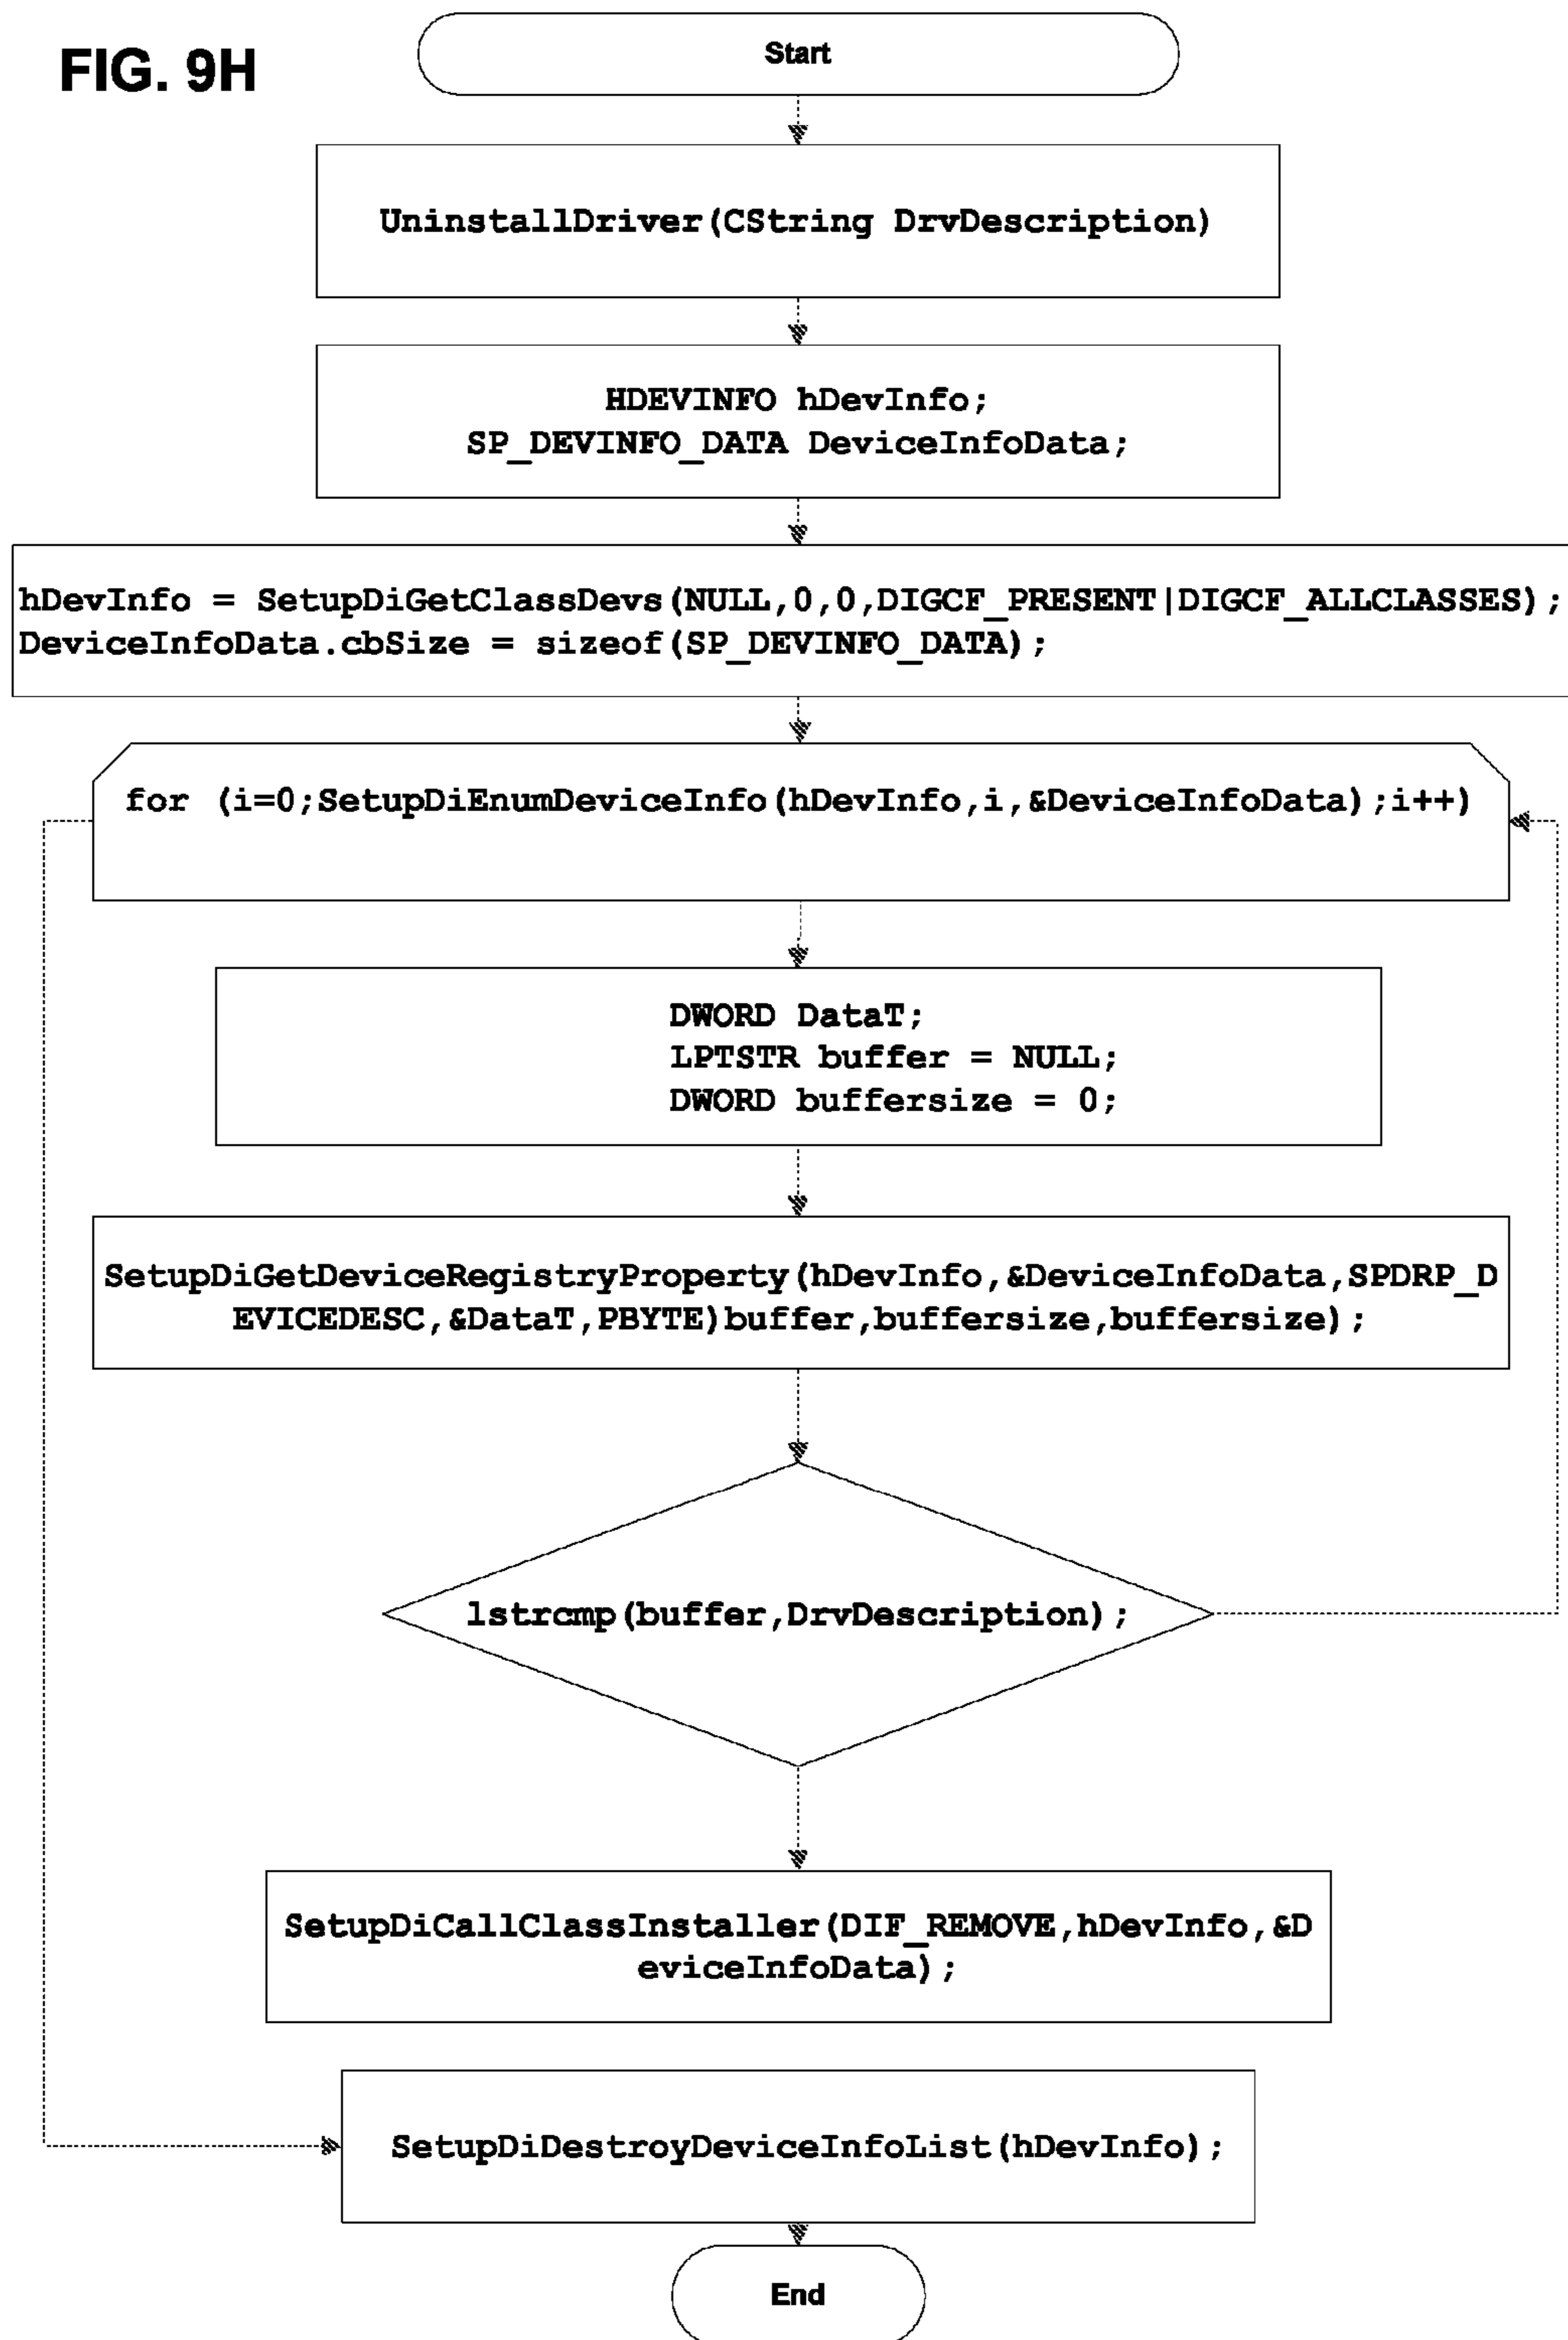 FIG. 9H
Start
UninstallDriver(CString DrvDescription)
HDEVINFO hDevInfo;
SP_DEVINFO_DATA DeviceInfoData;
hDevInfo = SetupDiGetClassDevs(NULL,0,0,DIGCF_PRESENT|DIGCF_ALLCLASSES);
DeviceInfoData.cbSize = sizeof(SP_DEVINFO_DATA);
for (i=0;SetupDiEnumDeviceInfo(hDevInfo,i,&DeviceInfoData);i++)
DWORD DataT;
LPTSTR buffer = NULL;
DWORD buffersize = 0;
SetupDiGetDeviceRegistryProperty(hDevInfo,&DeviceInfoData,SPDRP_D
EVICEDESC,&DataT,PBYTE)buffer,buffersize,buffersize);
lstrcmp(buffer,DrvDescription);
SetupDiCallClassInstaller(DIF_REMOVE,hDevInfo,&D
eviceInfoData);
SetupDiDestroyDeviceInfoList(hDevInfo);
End